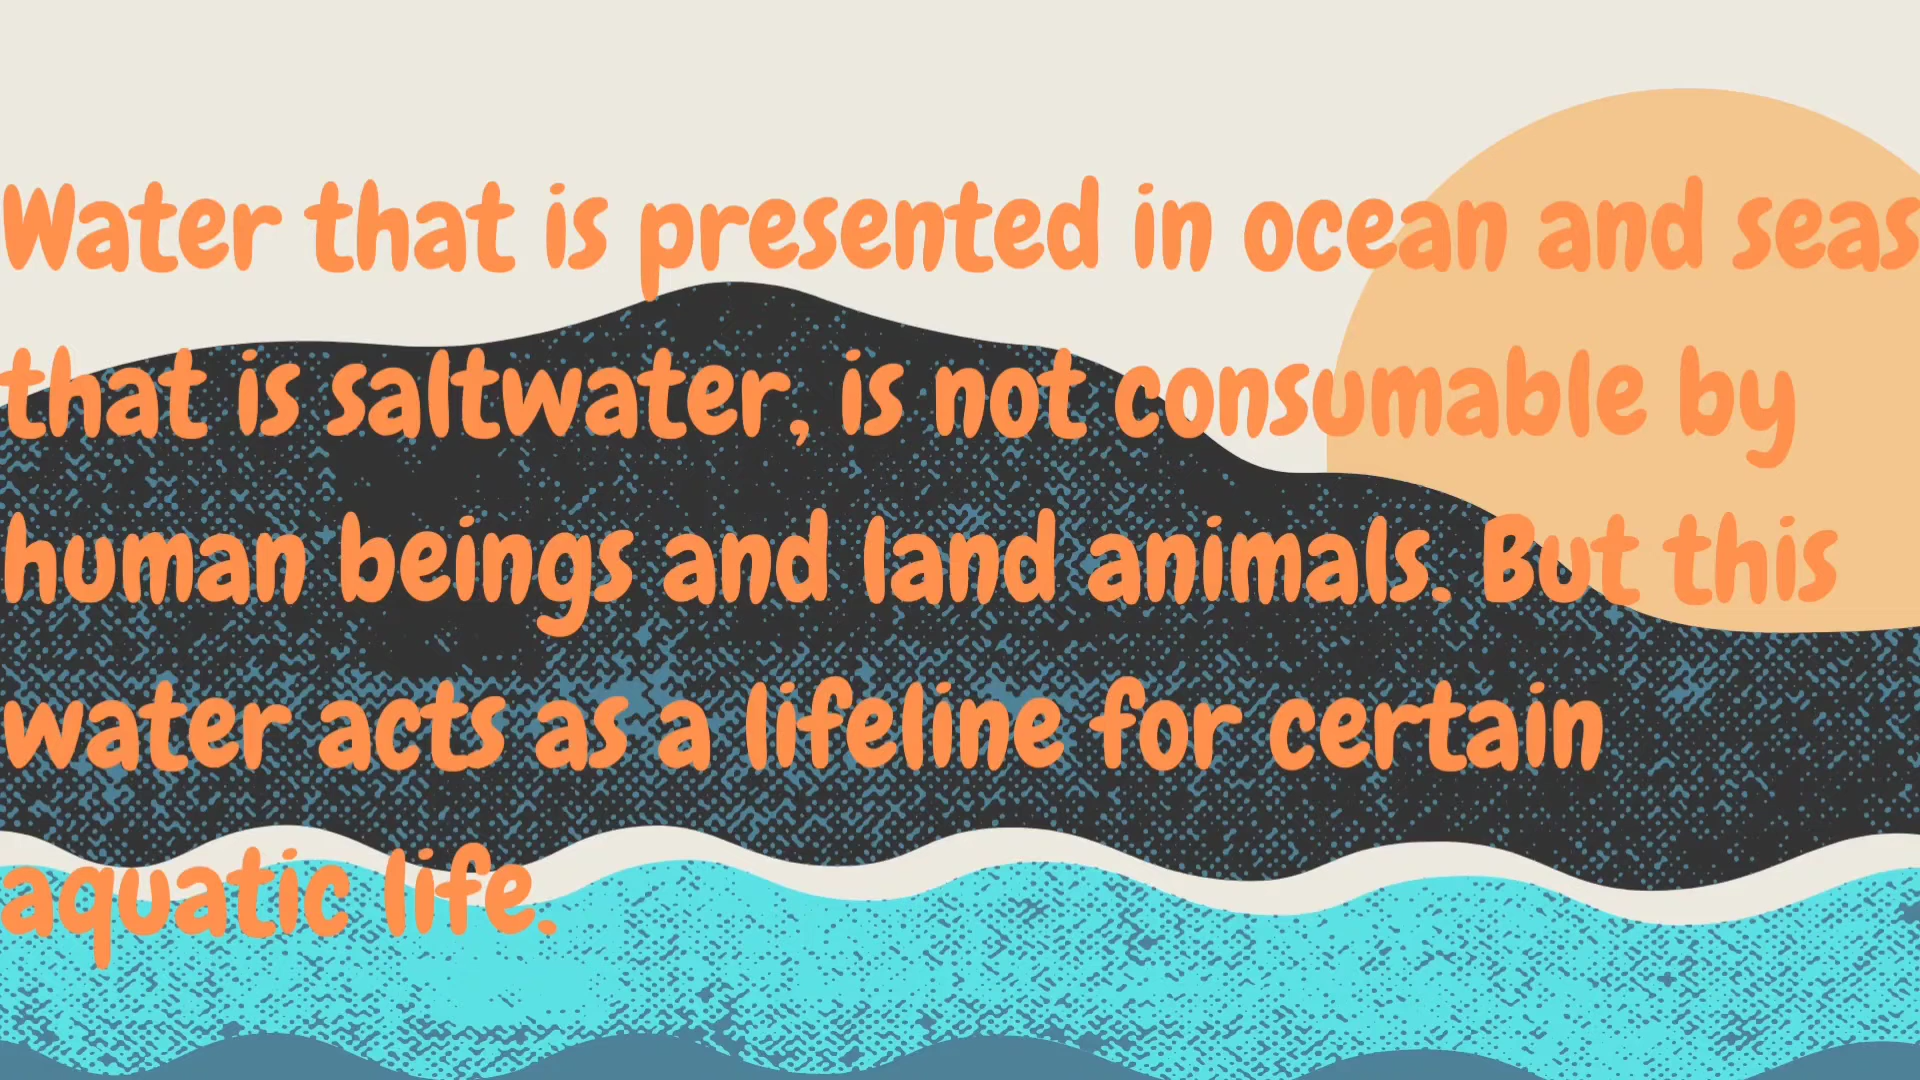 Water that is presented in ocean and seas
that is saltwater, is not consumable by
human beings and land animals. But this
water acts as a lifeline for certain
aquatic life.